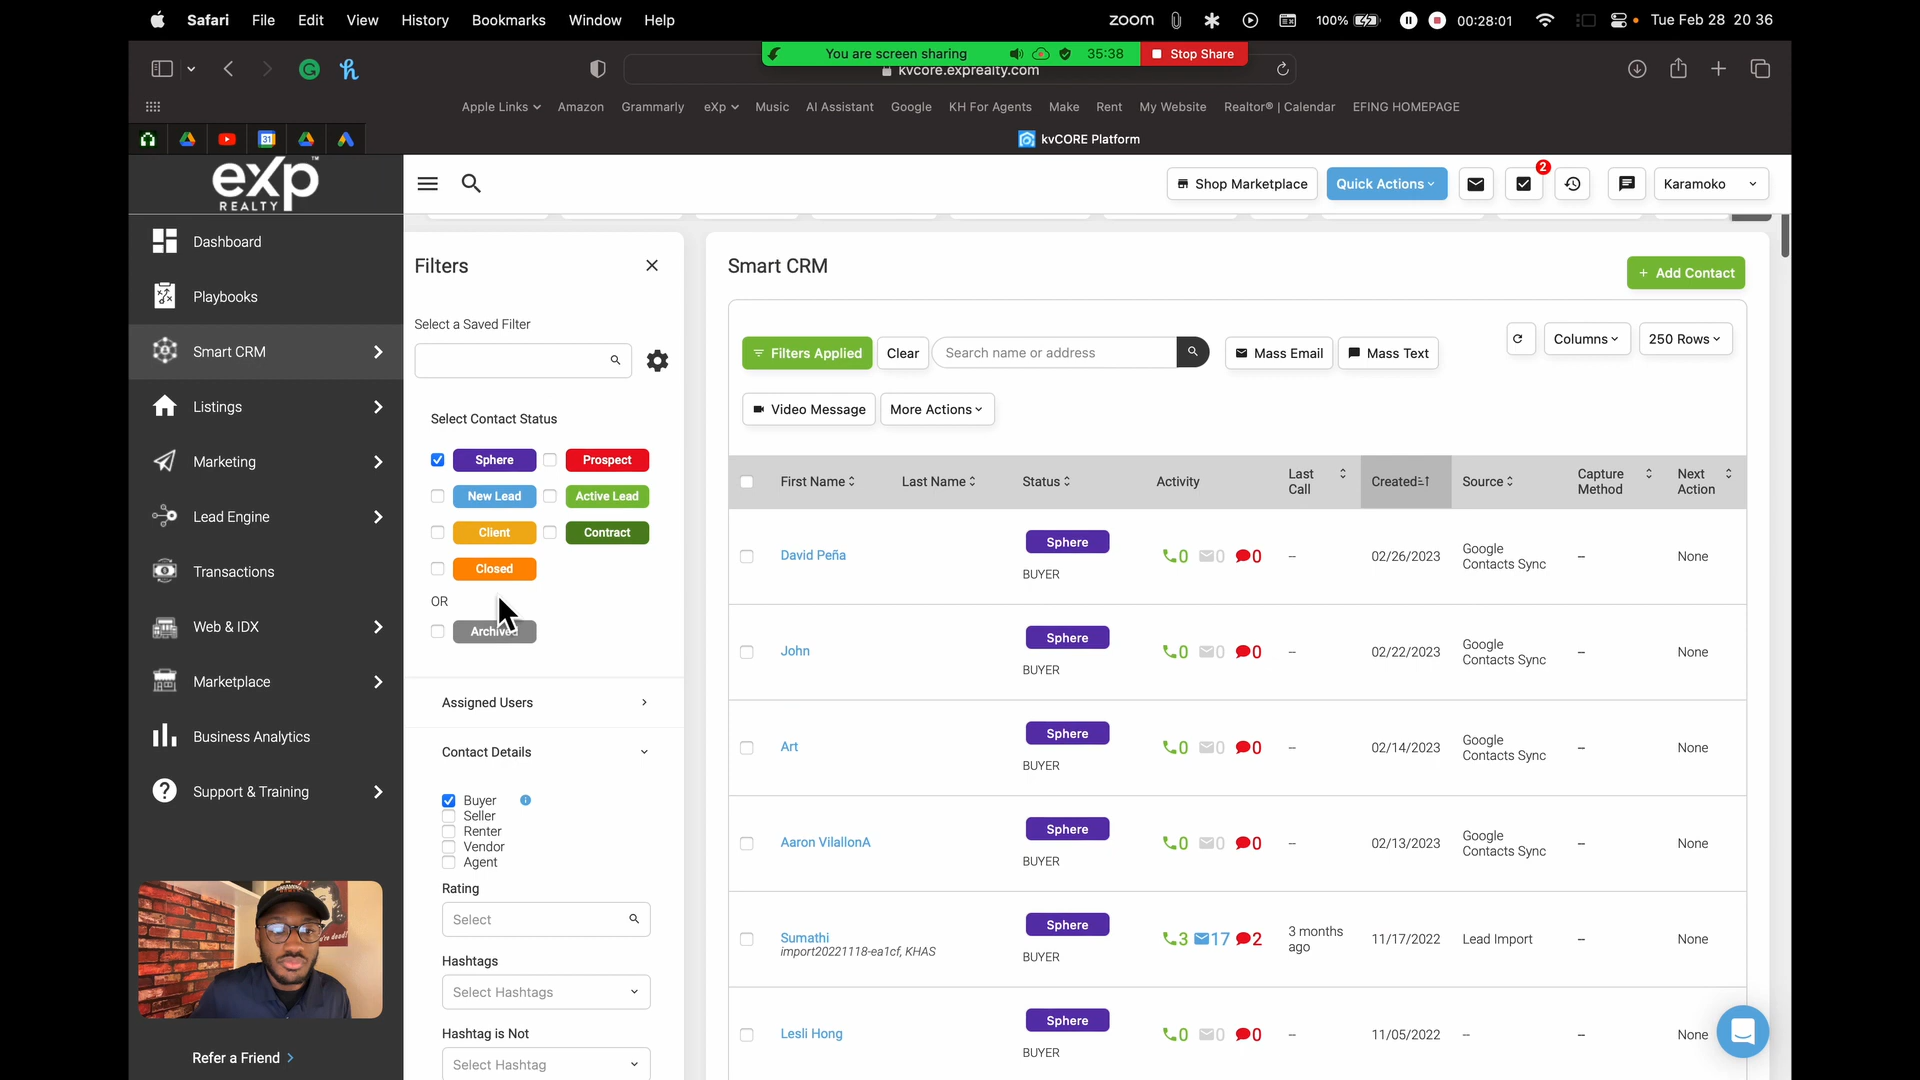 Safari File Edit View History Bookmarks Window Help
zoom 100% 00:28:01 Tue Feb 28 20 36
You are screen sharing 35:38 Stop Share
kvcore.exprealty.com
Apple Links Amazon Grammarly eXp Music AI Assistant Google KH For Agents Make Rent My Website Realtor® | Calendar EFING HOMEPAGE
31
kvCORE Platform
eXp™
REALTY
Shop Marketplace
Quick Actions
2
Karamoko
Dashboard
Playbooks
Smart CRM
Listings
Marketing
Lead Engine
Transactions
Web & IDX
Marketplace
Business Analytics
Support & Training
Refer a Friend
Filters
Select a Saved Filter
Select Contact Status
Sphere Prospect
New Lead Active Lead
Client Contract
Closed
OR
Archived
Assigned Users
Contact Details
Buyer
Seller
Renter
Vendor
Agent
Rating
Select
Hashtags
Select Hashtags
Hashtag is Not
Select Hashtag
Smart CRM
+ Add Contact
Filters Applied Clear Search name or address Mass Email Mass Text Columns 250 Rows
Video Message More Actions
First Name Last Name Status Activity Last Call Created Source Capture Method Next Action
David Peña Sphere BUYER 0 0 0 -- 02/26/2023 Google Contacts Sync – None
John Sphere BUYER 0 0 0 -- 02/22/2023 Google Contacts Sync – None
Art Sphere BUYER 0 0 0 -- 02/14/2023 Google Contacts Sync – None
Aaron VilallonA Sphere BUYER 0 0 0 -- 02/13/2023 Google Contacts Sync – None
Sumathi Sphere BUYER 3 17 2 3 months ago 11/17/2022 Lead Import – None
import20221118-ea1cf, KHAS
Lesli Hong Sphere BUYER 0 0 0 -- 11/05/2022 -- – None